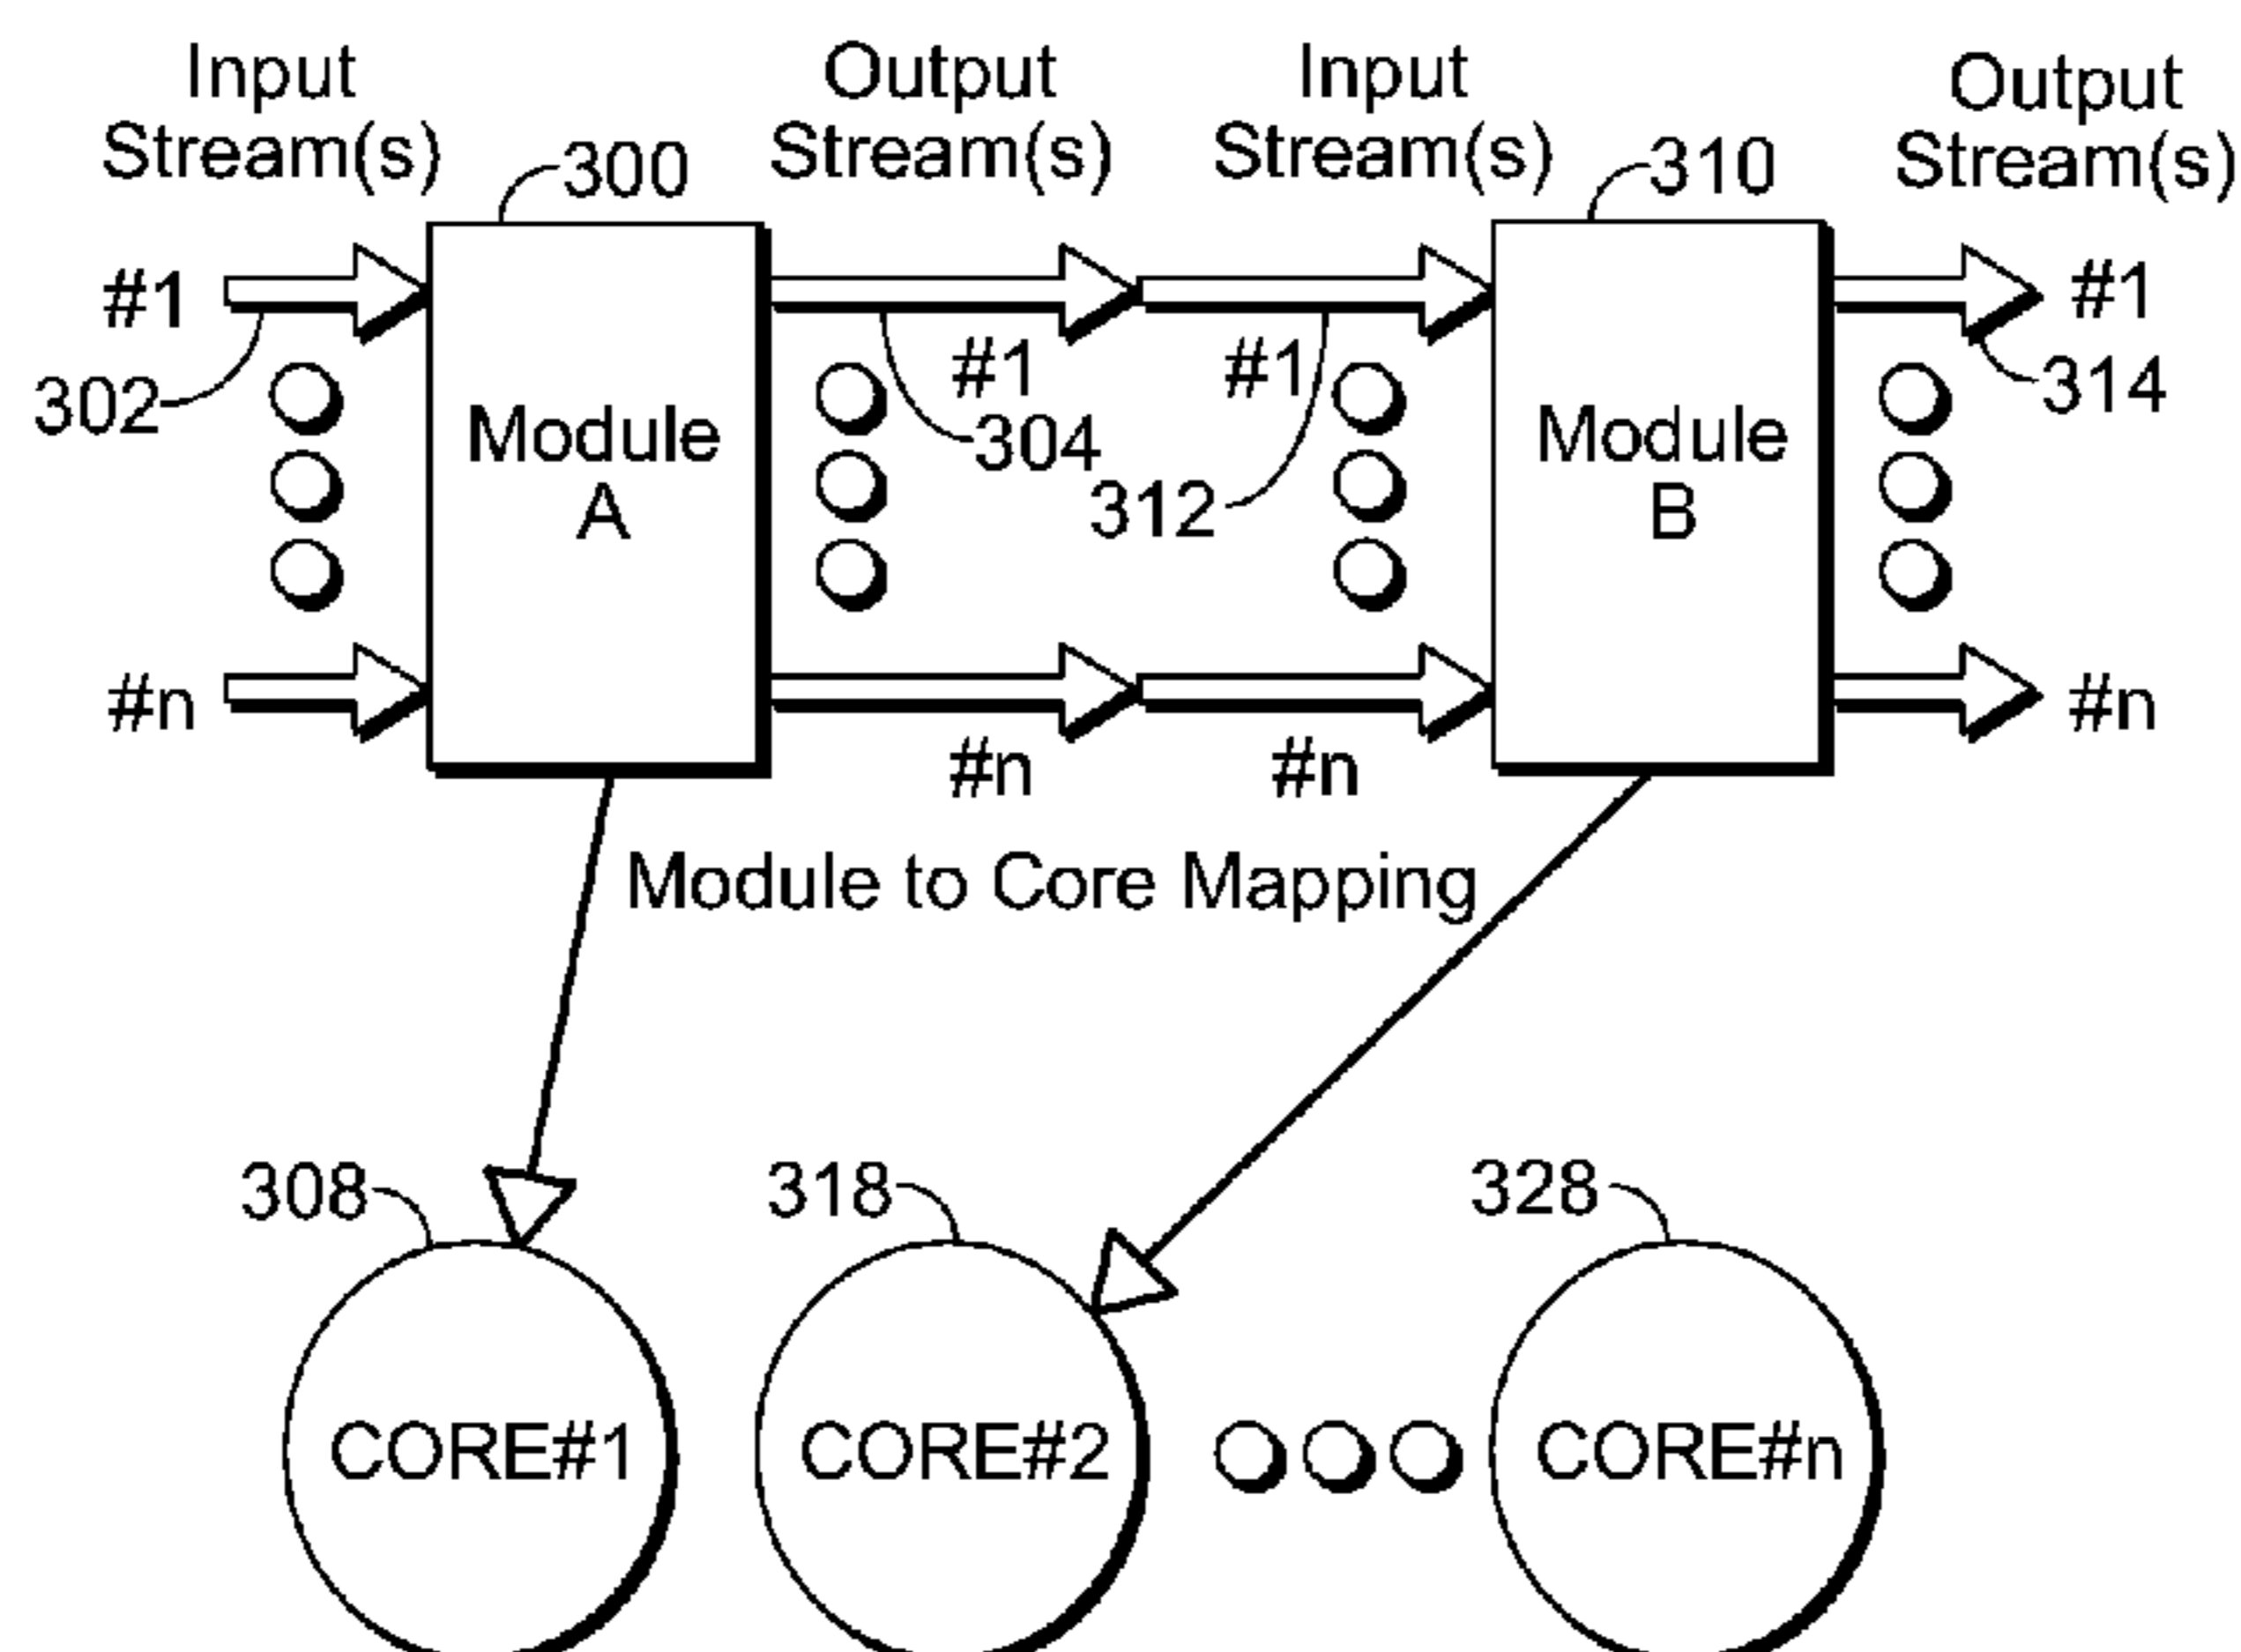 Input
Stream(s)
Output
Stream(s)
Input
Stream(s)
Output
Stream(s)
300
310
#1
#1
302
#1
#1
314
304
312
Module
A
Module
B
#n
#n
#n
#n
Module to Core Mapping
308
318
328
CORE#1
CORE#2
CORE#n